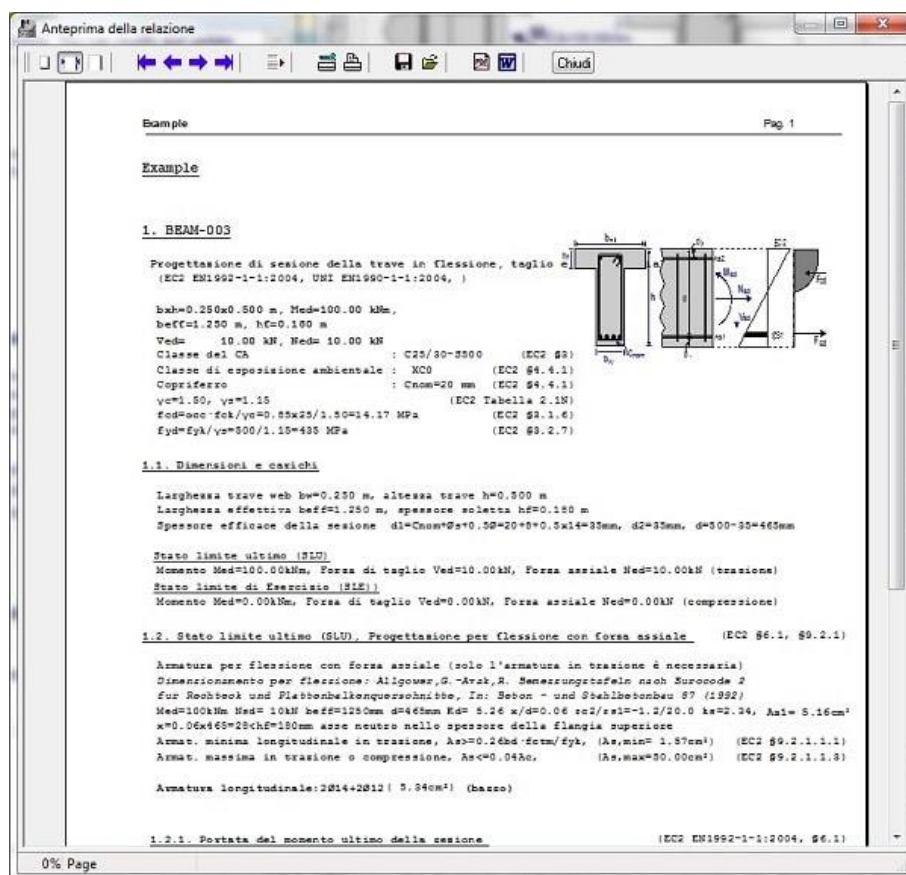 Anteprima della relazione
Chiudi
Example Pag. 1
Example
1. BEAM-003
Progettazione di sezione della trave in flessione, taglio e
(EC2 EN1992-1-1:2004, UNI EN1990-1-1:2004, )
bxh=0.250x0.500 m, Med=100.00 kNm,
beff=1.250 m, hf=0.180 m
Ved= 10.00 kN, Ned= 10.00 kN
Classe del CA : C25/30-S500 (EC2 §3)
Classe di esposizione ambientale : XC0 (EC2 §4.4.1)
Copriferro : Cnom=20 mm (EC2 §4.4.1)
γc=1.50, γs=1.15 (EC2 Tabella 2.1N)
fcd=αcc·fck/γc=0.85x25/1.50=14.17 MPa (EC2 §3.1.6)
fyd=fyk/γs=500/1.15=435 MPa (EC2 §3.2.7)
1.1. Dimensioni e carichi
Larghezza trave web bw=0.250 m, altezza trave h=0.500 m
Larghezza effettiva beff=1.250 m, spessore soletta hf=0.180 m
Spessore efficace della sezione d1=Cnom+Øs+0.5Ø=20+8+0.5x14=35mm, d2=35mm, d=500-35=465mm
Stato limite ultimo (SLU)
Momento Med=100.00kNm, Forza di taglio Ved=10.00kN, Forza assiale Ned=10.00kN (trazione)
Stato limite di Esercizio (SLE))
Momento Med=0.00kNm, Forza di taglio Ved=0.00kN, Forza assiale Ned=0.00kN (compressione)
1.2. Stato limite ultimo (SLU), Progettazione per flessione con forza assiale (EC2 §6.1, §9.2.1)
Armatura per flessione con forza assiale (solo l'armatura in trazione è necessaria)
Dimensionamento per flessione: Allgower,G.-Avak,R. Bemessungstafeln nach Eurocode 2
fur Rechteck und Plattenbalkenquerschnitte, In: Beton - und Stahlbetonbau 87 (1992)
Med=100kNm Ned= 10kN beff=1250mm d=465mm Kd= 5.26 x/d=0.06 εc2/εs1=-1.2/20.0 ks=2.34, As1= 5.16cm²
x=0.06x465=28<hf=180mm asse neutro nello spessore della flangia superiore
Armat. minima longitudinale in trazione, As>=0.26bd·fctm/fyk, (As,min= 1.57cm²) (EC2 §9.2.1.1.1)
Armat. massima in trazione o compressione, As<=0.04Ac, (As,max=50.00cm²) (EC2 §9.2.1.1.3)
Armatura longitudinale:2Ø14+2Ø12( 5.34cm²) (basso)
1.2.1. Portata del momento ultimo della sezione (EC2 EN1992-1-1:2004, §6.1)
0% Page